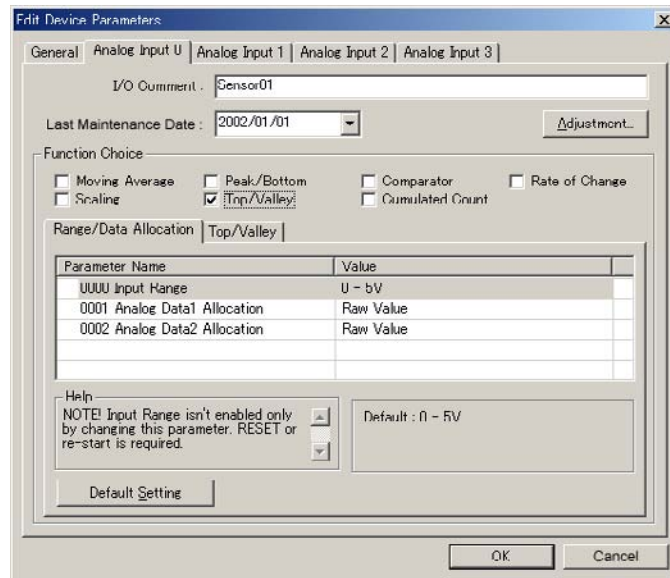 Edit Device Parameters
General Analog Input 0 Analog Input 1 Analog Input 2 Analog Input 3
I/O Comment : Sensor01
Last Maintenance Date : 2002/01/01 Adjustment...
Function Choice
Moving Average Peak/Bottom Comparator Rate of Change
Scaling Top/Valley Cumulated Count
Range/Data Allocation Top/Valley
Parameter Name Value
0000 Input Range 0 - 5V
0001 Analog Data1 Allocation Raw Value
0002 Analog Data2 Allocation Raw Value
Help
NOTE! Input Range isn't enabled only
by changing this parameter. RESET or
re-start is required.
Default : 0 - 5V
Default Setting
OK Cancel